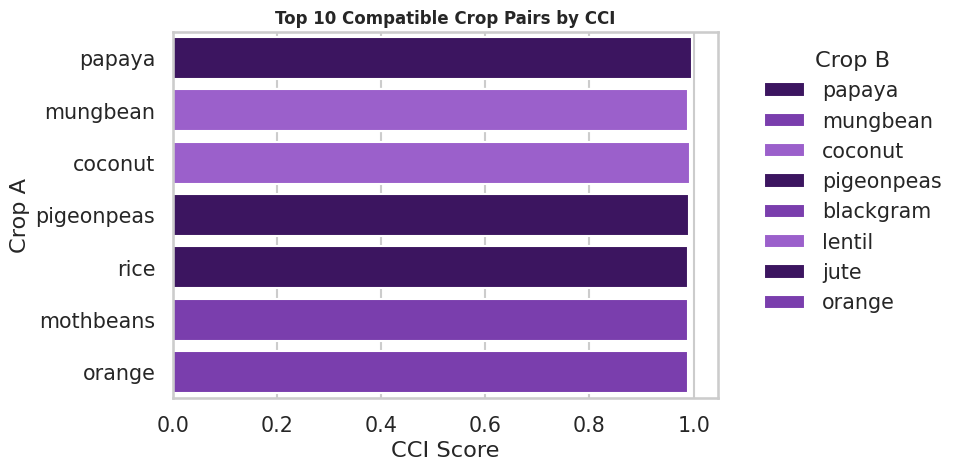 Top 10 Compatible Crop Pairs by CCI
Crop A
papaya
mungbean
coconut
pigeonpeas
rice
mothbeans
orange
0.0 0.2 0.4 0.6 0.8 1.0
CCI Score
Crop B
papaya
mungbean
coconut
pigeonpeas
blackgram
lentil
jute
orange